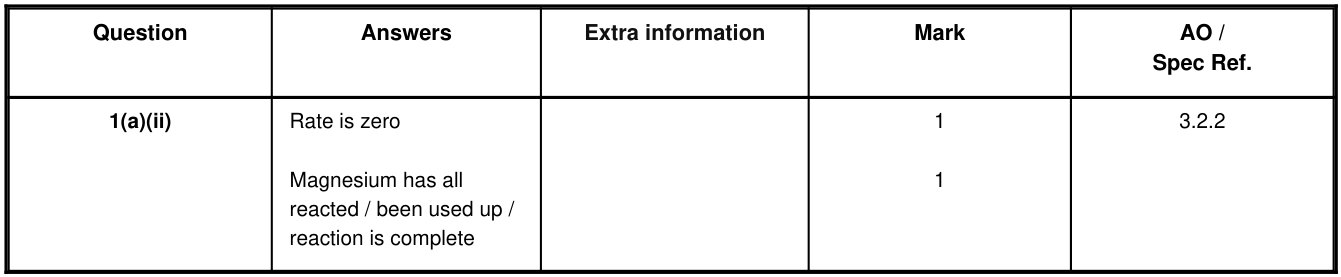 Question Answers Extra information Mark AO /
Spec Ref.
1(a)(ii) Rate is zero 1 3.2.2
Magnesium has all 1
reacted / been used up /
reaction is complete